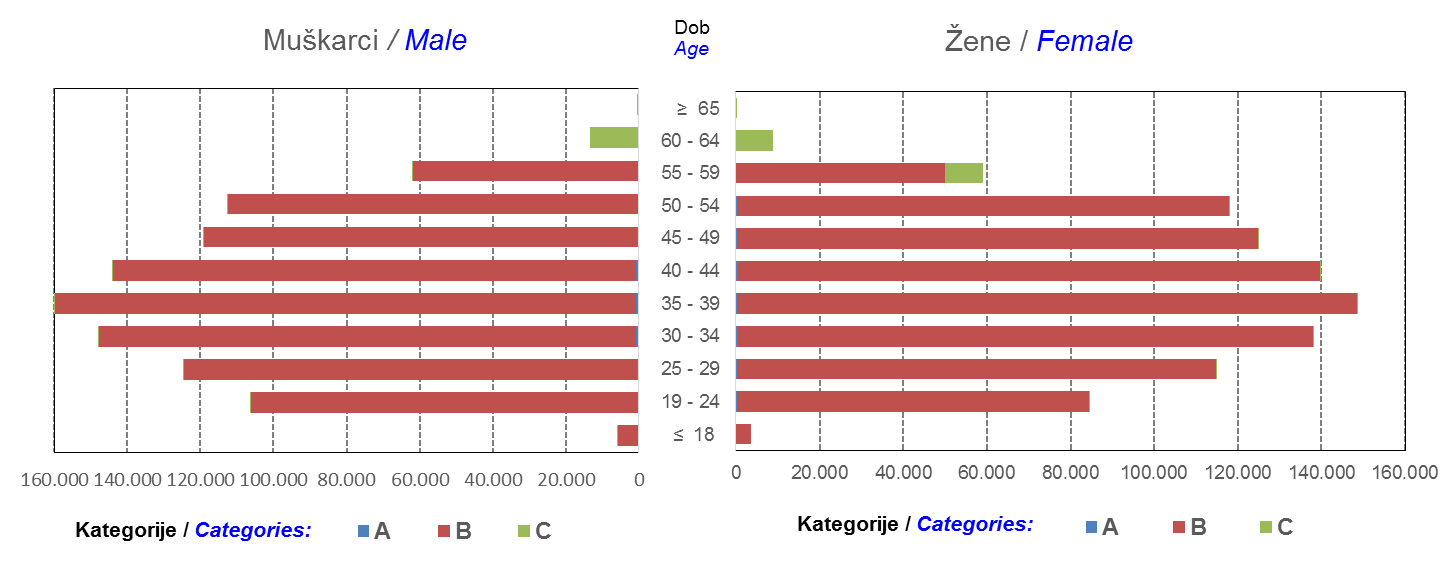 Muškarci / Male
Dob
Age
Žene / Female
≥ 65
60 - 64
55 - 59
50 - 54
45 - 49
40 - 44
35 - 39
30 - 34
25 - 29
19 - 24
≤ 18
160.000 140.000 120.000 100.000 80.000 60.000 40.000 20.000 0
0 20.000 40.000 60.000 80.000 100.000 120.000 140.000 160.000
Kategorije / Categories: A B C
Kategorije / Categories: A B C